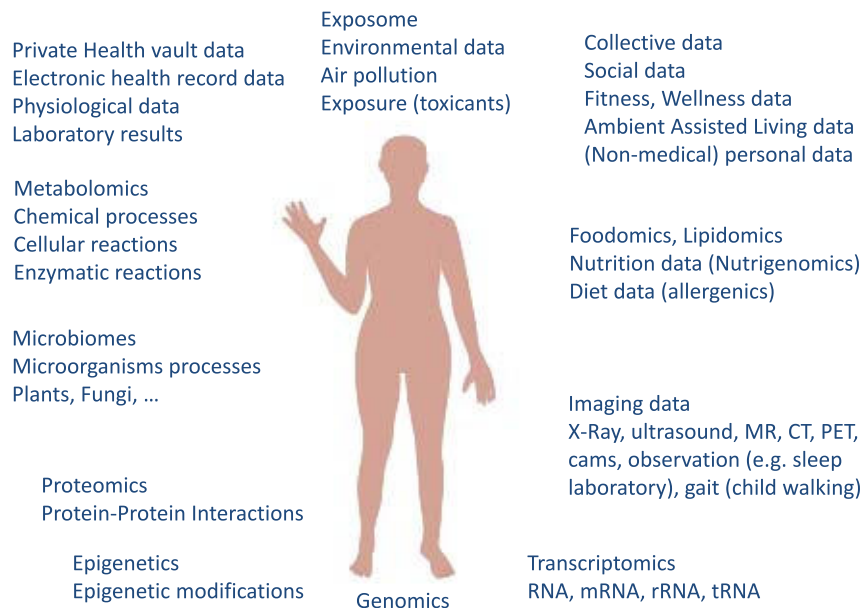 Exposome
Environmental data
Air pollution
Exposure (toxicants)
Private Health vault data
Electronic health record data
Physiological data
Laboratory results
Collective data
Social data
Fitness, Wellness data
Ambient Assisted Living data
(Non-medical) personal data
Metabolomics
Chemical processes
Cellular reactions
Enzymatic reactions
Foodomics, Lipidomics
Nutrition data (Nutrigenomics)
Diet data (allergenics)
Microbiomes
Microorganisms processes
Plants, Fungi, …
Imaging data
X-Ray, ultrasound, MR, CT, PET,
cams, observation (e.g. sleep
laboratory), gait (child walking)
Proteomics
Protein-Protein Interactions
Epigenetics
Epigenetic modifications
Genomics
Transcriptomics
RNA, mRNA, rRNA, tRNA